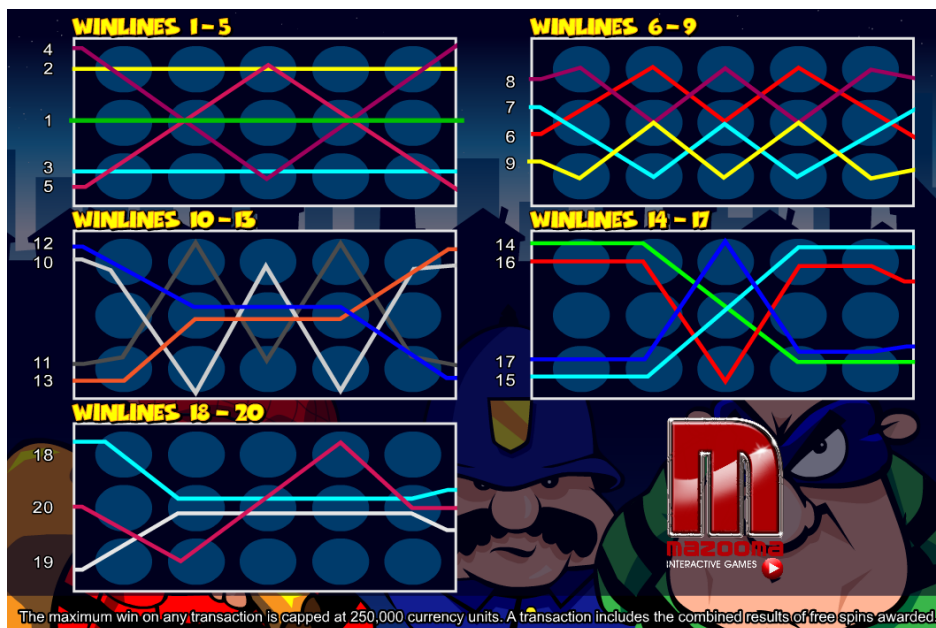 WINLINES 1 - 5
4
2
1
3
5
WINLINES 6 - 9
8
7
6
9
WINLINES 10 - 13
12
10
11
13
WINLINES 14 - 17
14
16
17
15
WINLINES 18 - 20
18
20
19
mazooma
INTERACTIVE GAMES
The maximum win on any transaction is capped at 250,000 currency units. A transaction includes the combined results of free spins awarded!